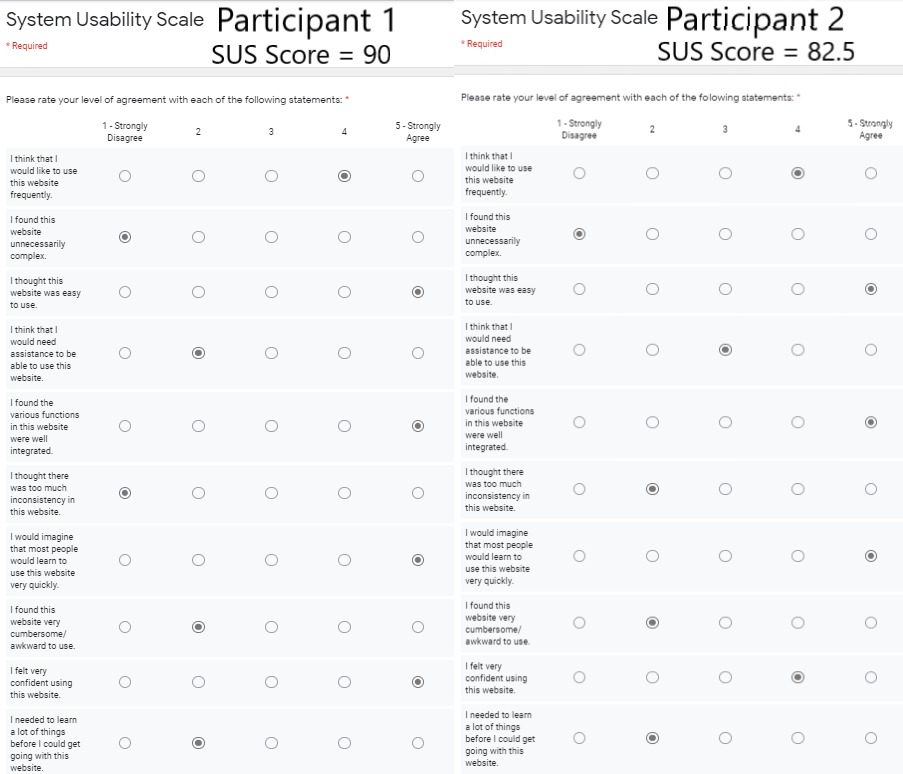 System Usability Scale Participant 1
* Required
SUS Score = 90
Please rate your level of agreement with each of the following statements: *
1 - Strongly Disagree 2 3 4 5 - Strongly Agree
I think that I
would like to use
this website
frequently.
I found this
website
unnecessarily
complex.
I thought this
website was easy
to use.
I think that I
would need
assistance to be
able to use this
website.
I found the
various functions
in this website
were well
integrated.
I thought there
was too much
inconsistency in
this website.
I would imagine
that most people
would learn to
use this website
very quickly.
I found this
website very
cumbersome/
awkward to use.
I felt very
confident using
this website.
I needed to learn
a lot of things
before I could get
going with this
website.
System Usability Scale Participant 2
* Required
SUS Score = 82.5
Please rate your level of agreement with each of the following statements: *
1 - Strongly Disagree 2 3 4 5 - Strongly Agree
I think that I
would like to use
this website
frequently.
I found this
website
unnecessarily
complex.
I thought this
website was easy
to use.
I think that I
would need
assistance to be
able to use this
website.
I found the
various functions
in this website
were well
integrated.
I thought there
was too much
inconsistency in
this website.
I would imagine
that most people
would learn to
use this website
very quickly.
I found this
website very
cumbersome/
awkward to use.
I felt very
confident using
this website.
I needed to learn
a lot of things
before I could get
going with this
website.